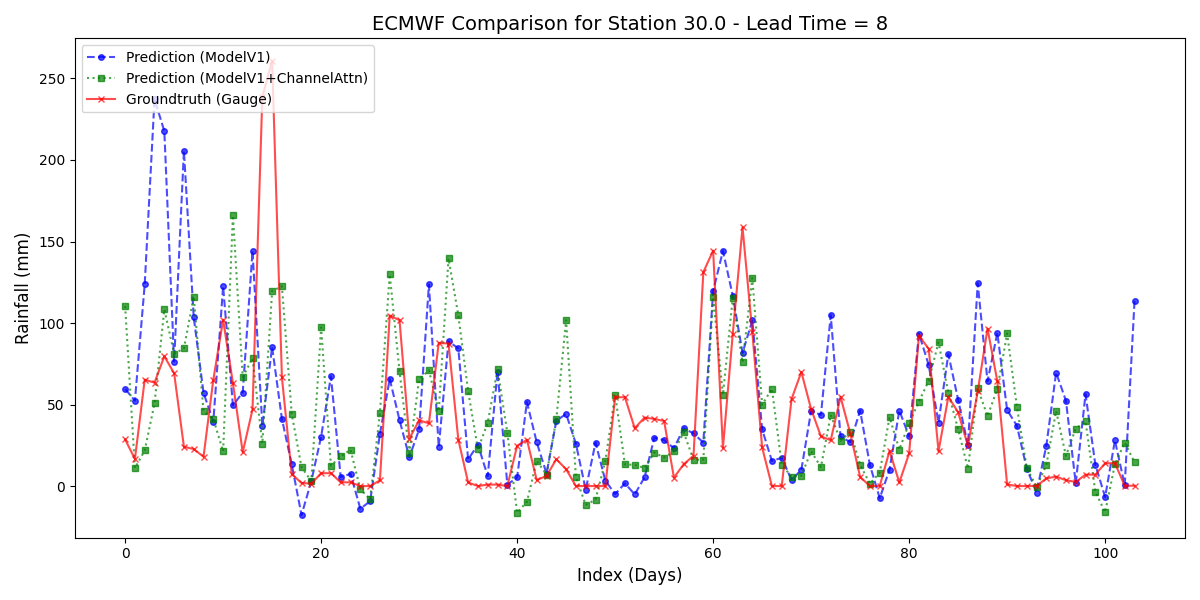 ECMWF Comparison for Station 30.0 - Lead Time = 8
Prediction (ModelV1)
Prediction (ModelV1+ChannelAttn)
Groundtruth (Gauge)
Rainfall (mm)
250
200
150
100
50
0
0 20 40 60 80 100
Index (Days)